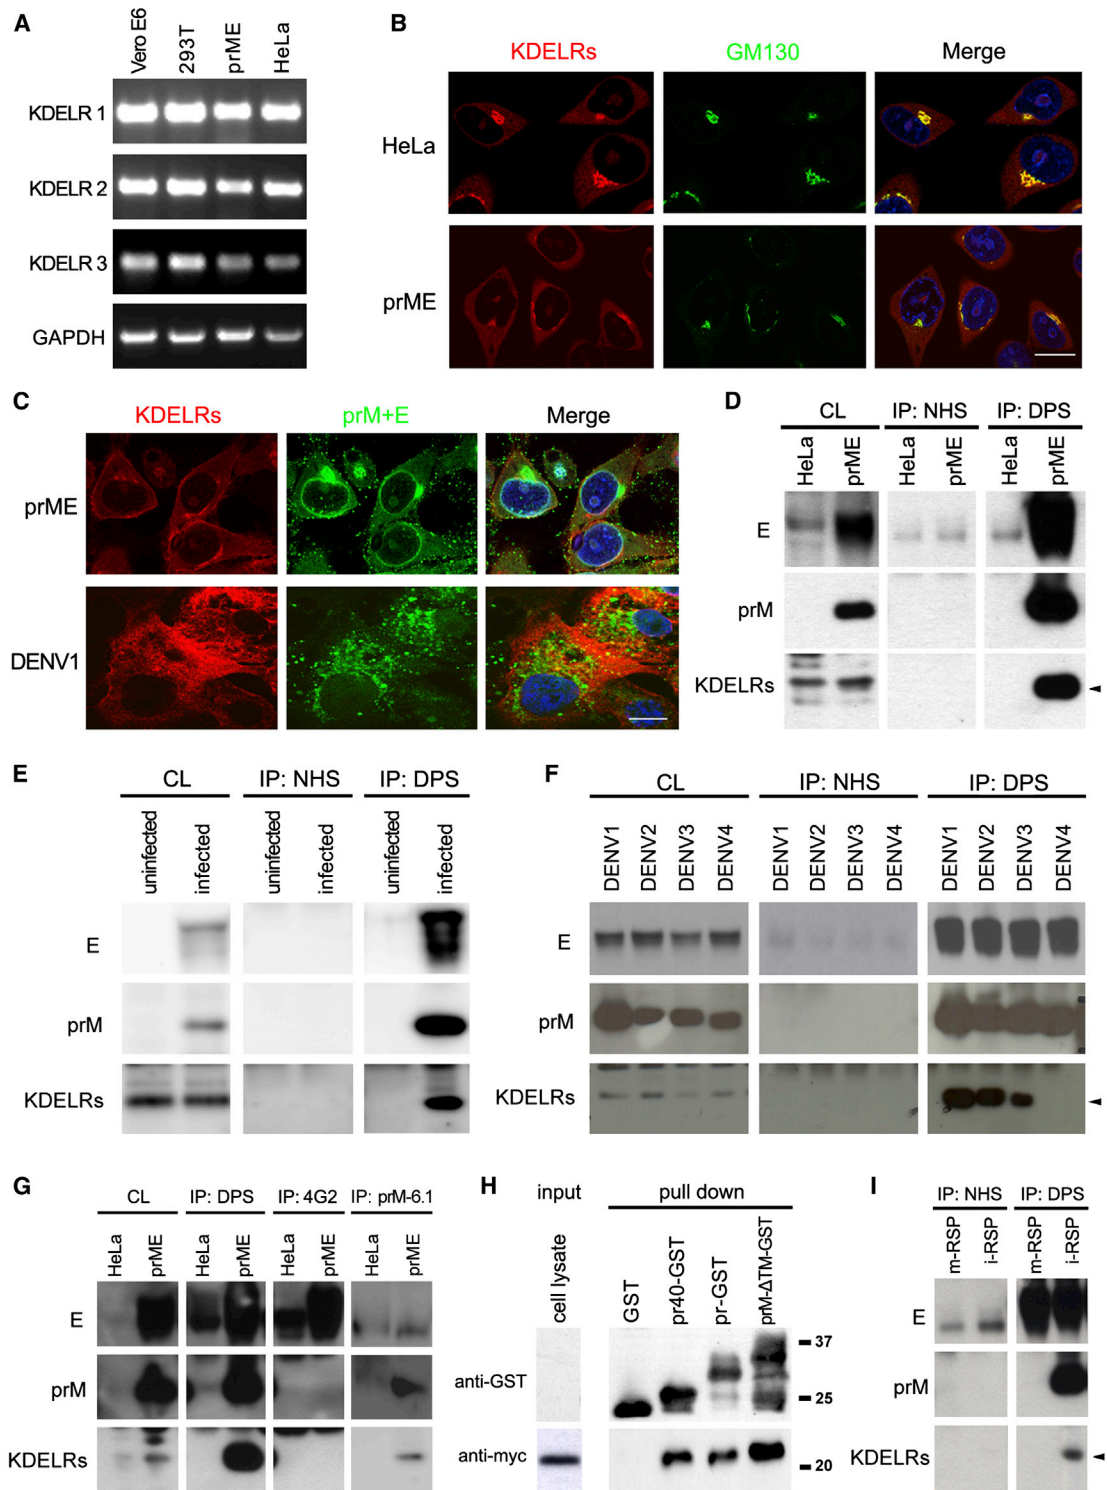 A
Vero E6
293T
prME
HeLa
KDELR 1
KDELR 2
KDELR 3
GAPDH
B
KDELRs
GM130
Merge
HeLa
prME
C
KDELRs
prM+E
Merge
prME
DENV1
D
CL
IP: NHS
IP: DPS
HeLa
prME
HeLa
prME
HeLa
prME
E
prM
KDELRs
E
CL
IP: NHS
IP: DPS
uninfected
infected
uninfected
infected
uninfected
infected
E
prM
KDELRs
F
CL
IP: NHS
IP: DPS
DENV1
DENV2
DENV3
DENV4
DENV1
DENV2
DENV3
DENV4
DENV1
DENV2
DENV3
DENV4
E
prM
KDELRs
G
CL
IP: DPS
IP: 4G2
IP: prM-6.1
HeLa
prME
HeLa
prME
HeLa
prME
HeLa
prME
E
prM
KDELRs
H
input
pull down
cell lysate
GST
pr40-GST
pr-GST
prM-ΔTM-GST
anti-GST
anti-myc
37
25
20
I
IP: NHS
IP: DPS
m-RSP
i-RSP
m-RSP
i-RSP
E
prM
KDELRs